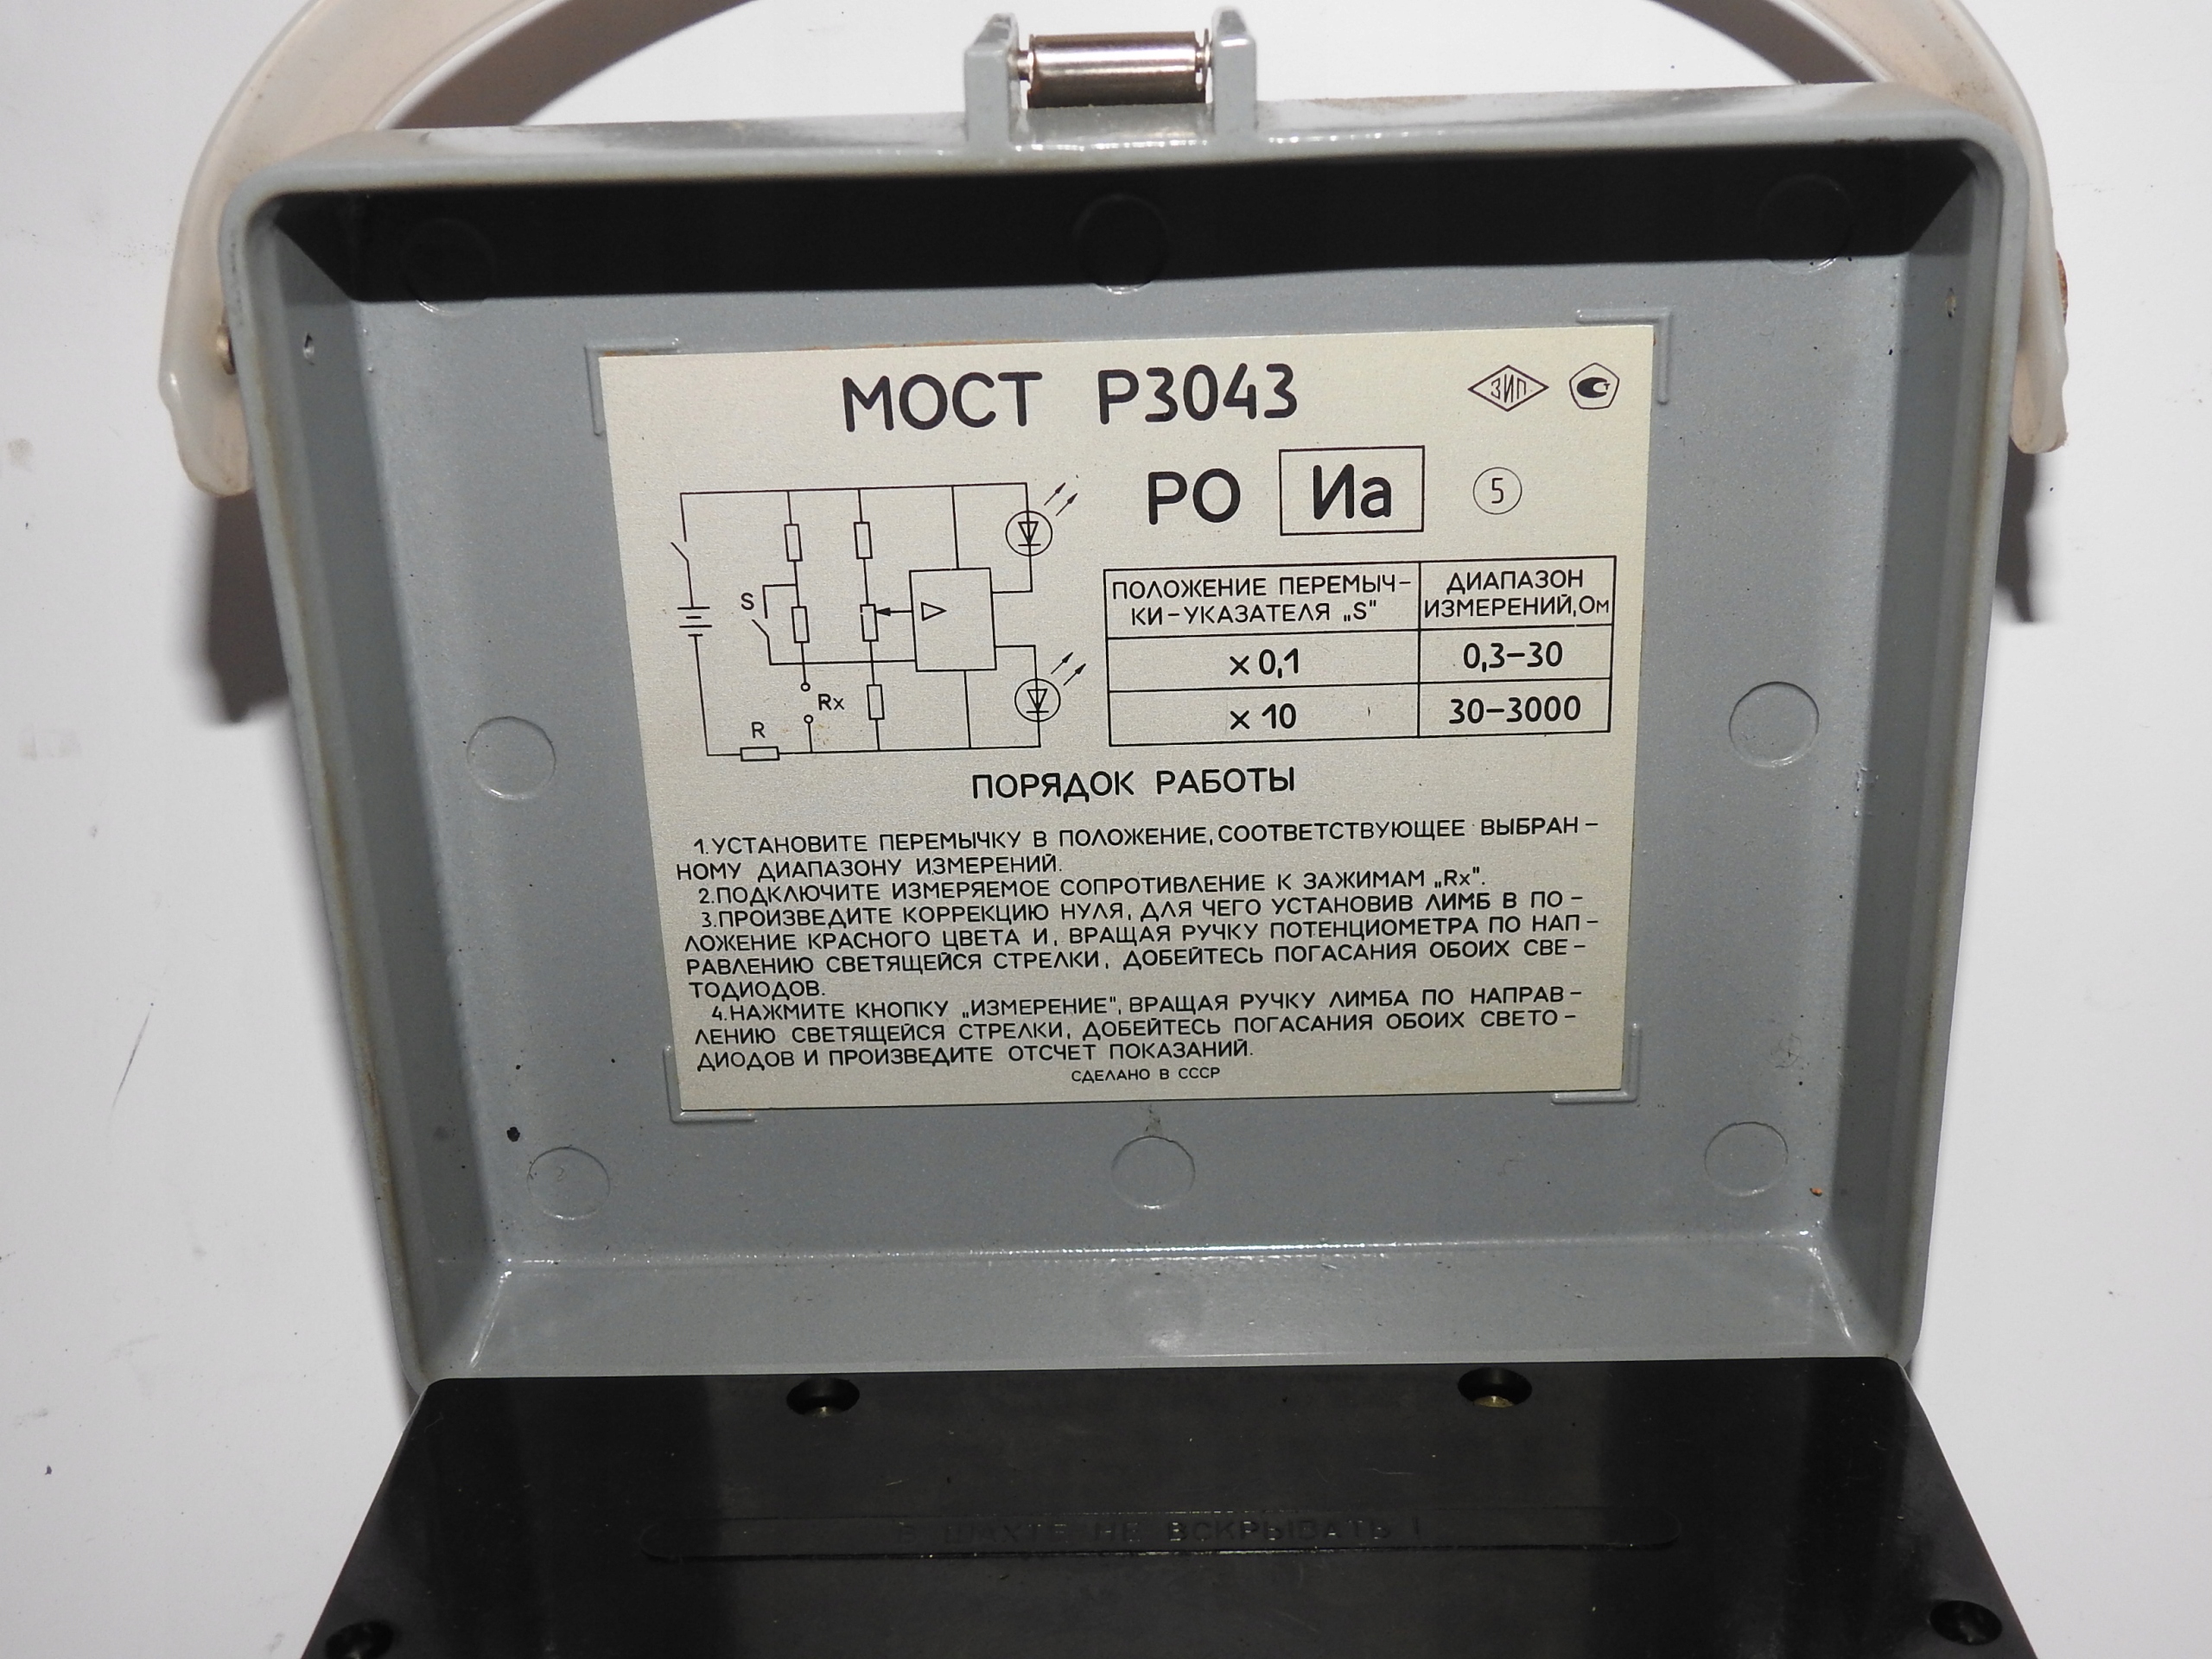 МОСТ Р3043
ЗИП
РО Иа 5
S
Rx
R
ПОЛОЖЕНИЕ ПЕРЕМЫЧ-
КИ-УКАЗАТЕЛЯ „S"
ДИАПАЗОН
ИЗМЕРЕНИЙ,Ом
х 0,1 0,3-30
х 10 30-3000
ПОРЯДОК РАБОТЫ
1.УСТАНОВИТЕ ПЕРЕМЫЧКУ В ПОЛОЖЕНИЕ,СООТВЕТСТВУЮЩЕЕ ВЫБРАН-
НОМУ ДИАПАЗОНУ ИЗМЕРЕНИЙ.
2.ПОДКЛЮЧИТЕ ИЗМЕРЯЕМОЕ СОПРОТИВЛЕНИЕ К ЗАЖИМАМ „Rx".
3.ПРОИЗВЕДИТЕ КОРРЕКЦИЮ НУЛЯ, ДЛЯ ЧЕГО УСТАНОВИВ ЛИМБ В ПО-
ЛОЖЕНИЕ КРАСНОГО ЦВЕТА И, ВРАЩАЯ РУЧКУ ПОТЕНЦИОМЕТРА ПО НАП-
РАВЛЕНИЮ СВЕТЯЩЕЙСЯ СТРЕЛКИ, ДОБЕЙТЕСЬ ПОГАСАНИЯ ОБОИХ СВЕ-
ТОДИОДОВ.
4.НАЖМИТЕ КНОПКУ „ИЗМЕРЕНИЕ", ВРАЩАЯ РУЧКУ ЛИМБА ПО НАПРАВ-
ЛЕНИЮ СВЕТЯЩЕЙСЯ СТРЕЛКИ, ДОБЕЙТЕСЬ ПОГАСАНИЯ ОБОИХ СВЕТО-
ДИОДОВ И ПРОИЗВЕДИТЕ ОТСЧЕТ ПОКАЗАНИЙ.
СДЕЛАНО В СССР
В ШАХТЕ НЕ ВСКРЫВАТЬ !